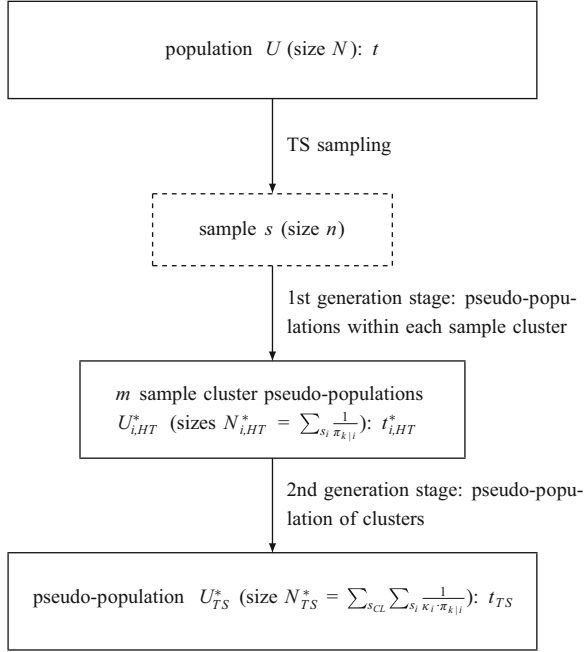 population U (size N): t
TS sampling
sample s (size n)
1st generation stage: pseudo-popu-
lations within each sample cluster
m sample cluster pseudo-populations
U*_{i,HT} (sizes N*_{i,HT} = ∑_{s_i} 1/π_{k|i}): t*_{i,HT}
2nd generation stage: pseudo-popu-
lation of clusters
pseudo-population U*_{TS} (size N*_{TS} = ∑_{s_{CL}} ∑_{s_i} 1/(κ_i·π_{k|i})): t_{TS}